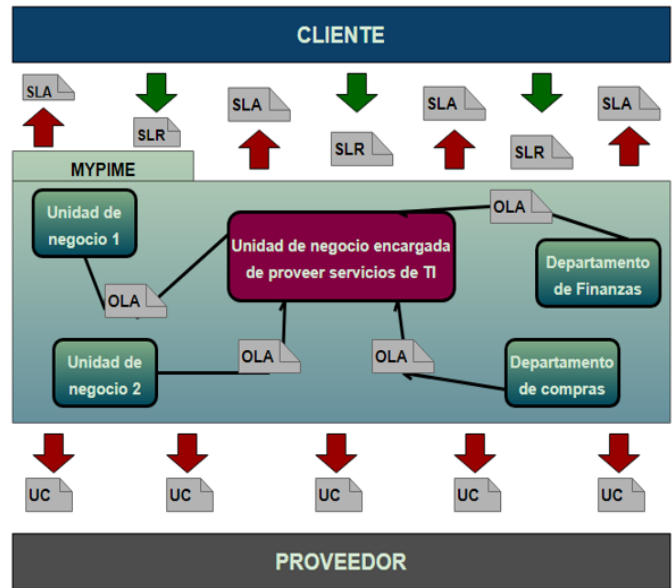 CLIENTE
SLA
SLR
SLA
SLR
SLA
SLR
SLA
MYPIME
Unidad de
negocio 1
OLA
Unidad de negocio encargada
de proveer servicios de TI
OLA
Departamento
de Finanzas
Unidad de
negocio 2
OLA
OLA
Departamento
de compras
UC
UC
UC
UC
UC
PROVEEDOR